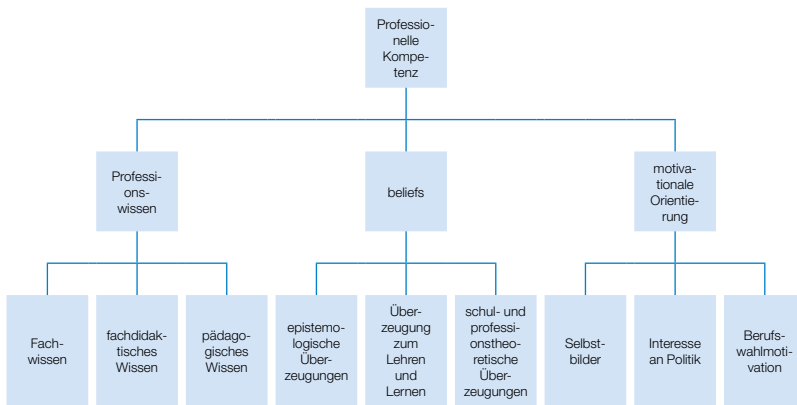 Professio-
nelle
Kompe-
tenz
Professi-
ons-
wissen
beliefs
motiva-
tionale
Orientie-
rung
Fach-
wissen
fachdidak-
tisches
Wissen
pädago-
gisches
Wissen
epistemo-
logische
Über-
zeugungen
Über-
zeugung
zum
Lehren
und
Lernen
schul- und
professi-
onstheo-
retische
Über-
zeugungen
Selbst-
bilder
Interesse
an Politik
Berufs-
wahlmoti-
vation